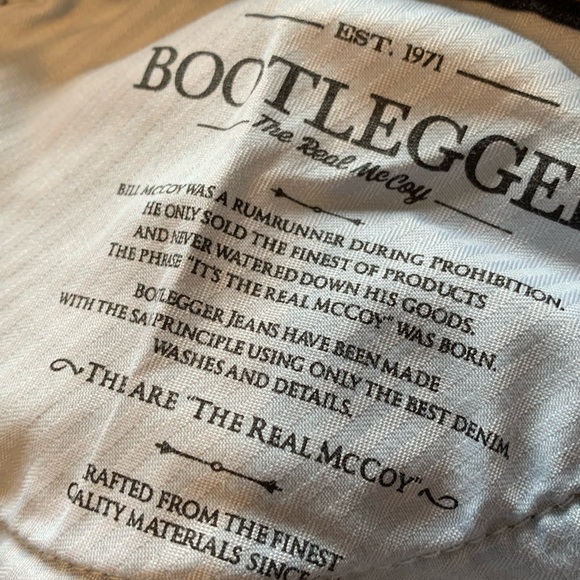 EST. 1971
BOOTLEGGE
The Real McCoy
BILL MCCOY WAS A RUMRUNNER DURING PROHIBITION.
HE ONLY SOLD THE FINEST OF PRODUCTS
AND NEVER WATERED DOWN HIS GOODS.
THE PHRASE "IT'S THE REAL MCCOY" WAS BORN.
BOOTLEGGER JEANS HAVE BEEN MADE
WITH THE SA PRINCIPLE USING ONLY THE BEST DENIM
WASHES AND DETAILS.
THE ARE "THE REAL MCCOY"
RAFTED FROM THE FINEST
ALITY MATERIALS SINCE